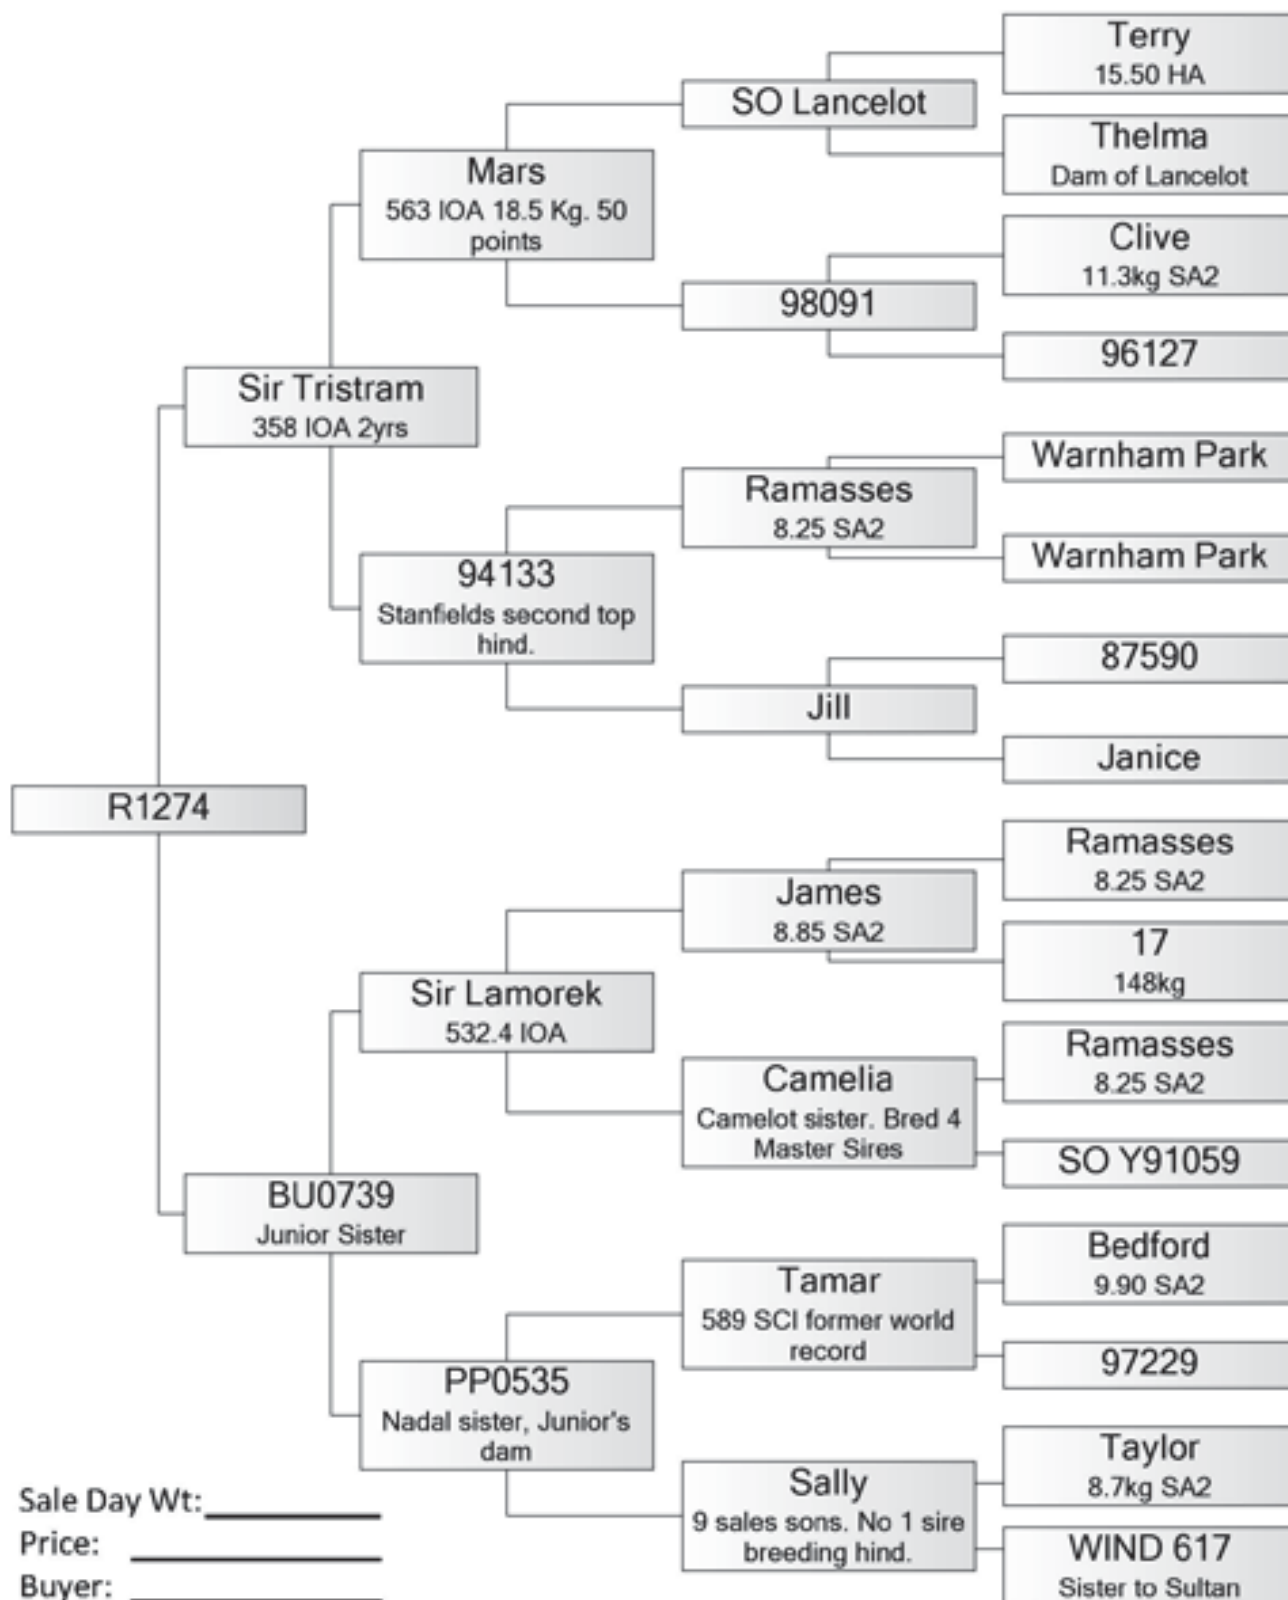 Terry
15.50 HA
SO Lancelot
Thelma
Dam of Lancelot
Mars
563 IOA 18.5 Kg. 50
points
Clive
11.3kg SA2
98091
96127
Sir Tristram
358 IOA 2yrs
Warnham Park
Ramasses
8.25 SA2
Warnham Park
94133
Stanfields second top
hind.
87590
Jill
Janice
R1274
Ramasses
8.25 SA2
James
8.85 SA2
17
148kg
Sir Lamorek
532.4 IOA
Ramasses
8.25 SA2
Camelia
Camelot sister. Bred 4
Master Sires
SO Y91059
BU0739
Junior Sister
Bedford
9.90 SA2
Tamar
589 SCI former world
record
97229
PP0535
Nadal sister, Junior's
dam
Taylor
8.7kg SA2
Sally
9 sales sons. No 1 sire
breeding hind.
WIND 617
Sister to Sultan
Sale Day Wt:
Price:
Buyer: